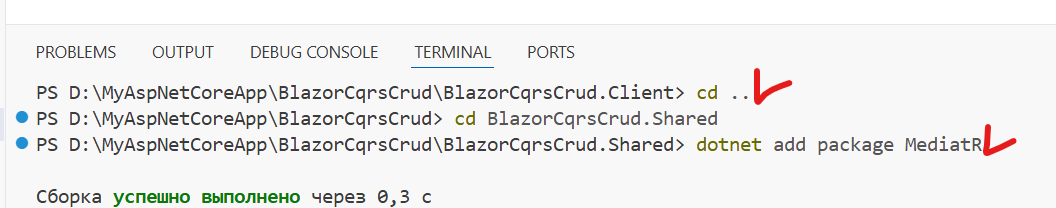 PROBLEMS OUTPUT DEBUG CONSOLE TERMINAL PORTS
PS D:\MyAspNetCoreApp\BlazorCqrsCrud\BlazorCqrsCrud.Client> cd ..
PS D:\MyAspNetCoreApp\BlazorCqrsCrud> cd BlazorCqrsCrud.Shared
PS D:\MyAspNetCoreApp\BlazorCqrsCrud\BlazorCqrsCrud.Shared> dotnet add package MediatR
Сборка успешно выполнено через 0,3 с